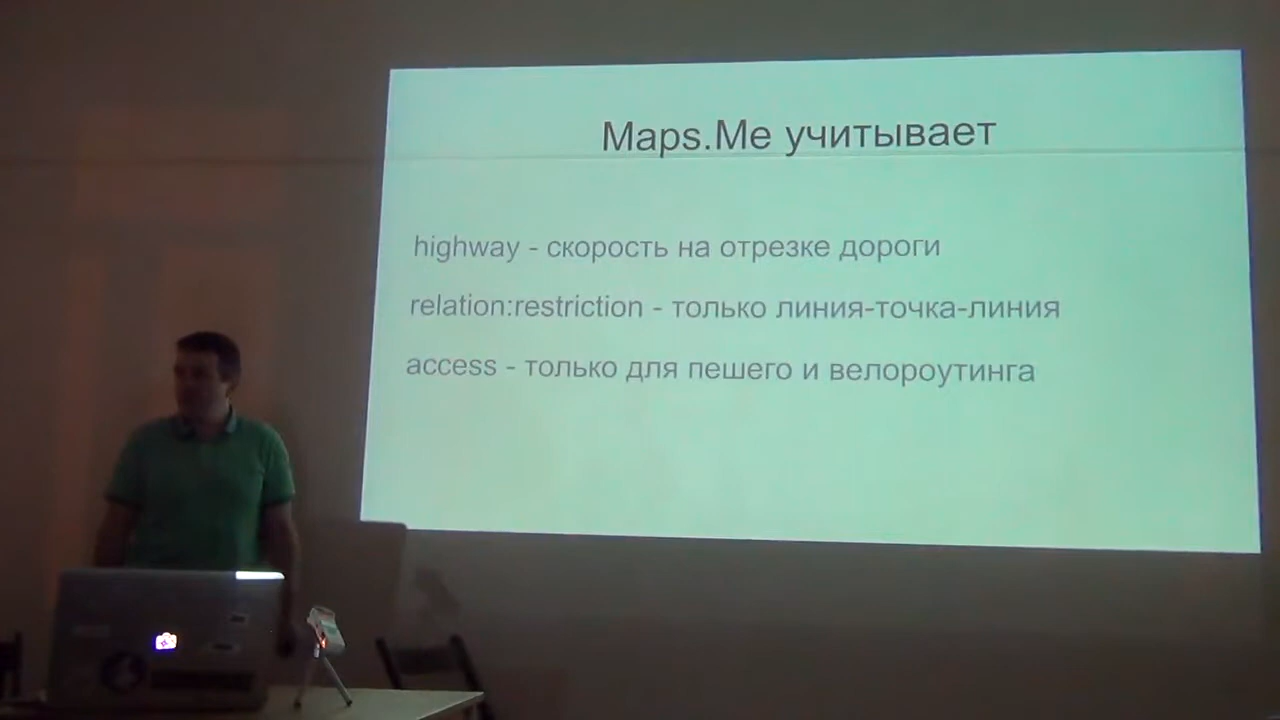 Maps.Me учитывает
highway - скорость на отрезке дороги
relation:restriction - только линия-точка-линия
access - только для пешего и велороутинга